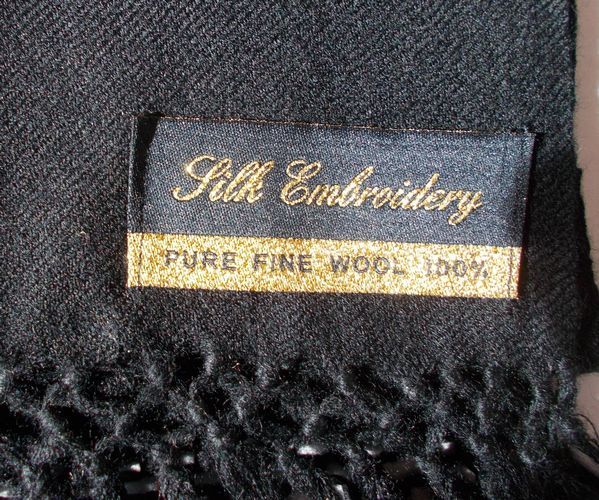 Silk Embroidery
PURE FINE WOOL 100%